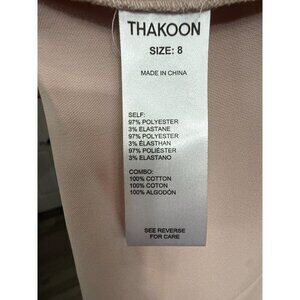 THAKOON
SIZE: 8
MADE IN CHINA
SELF:
97% POLYESTER
3% ELASTANE
97% POLYESTER
3% ÉLASTHAN
97% POLIÉSTER
3% ELASTANO
COMBO:
100% COTTON
100% COTON
100% ALGODÓN
SEE REVERSE
FOR CARE